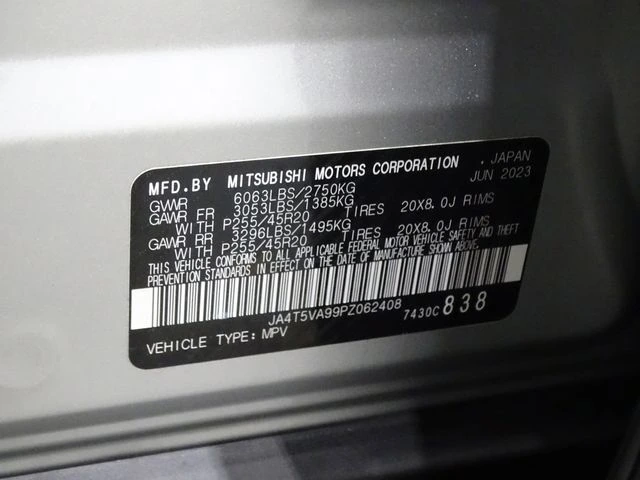 MFD.BY MITSUBISHI MOTORS CORPORATION . JAPAN
GVWR 6063LBS/2750KG JUN 2023
GAWR FR 3053LBS/1385KG
WITH P255/45R20 TIRES 20X8.0J RIMS
GAWR RR 3296LBS/1495KG
WITH P255/45R20 TIRES 20X8.0J RIMS
THIS VEHICLE CONFORMS TO ALL APPLICABLE FEDERAL MOTOR VEHICLE SAFETY AND THEFT
PREVENTION STANDARDS IN EFFECT ON THE DATE OF MANUFACTURE SHOWN ABOVE.
JA4T5VA99PZ062408 7430C 838
VEHICLE TYPE: MPV